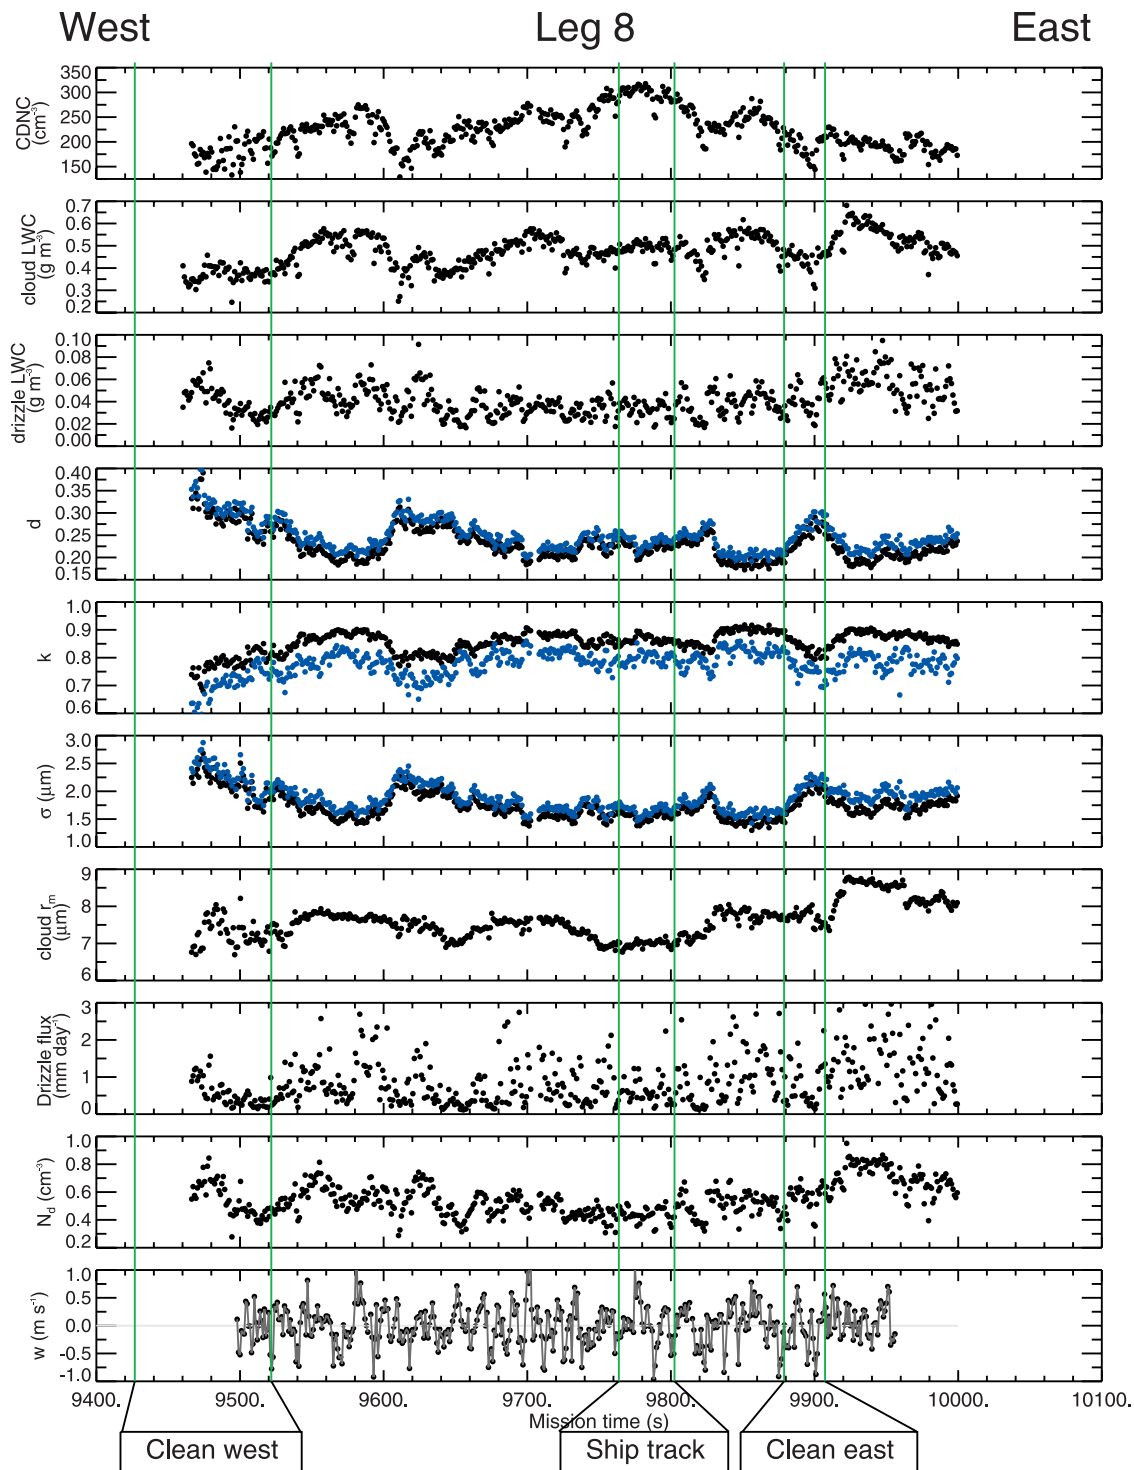 West Leg 8 East
CDNC
(cm⁻³)
350
300
250
200
150
cloud LWC
(g m⁻³)
0.7
0.6
0.5
0.4
0.3
0.2
drizzle LWC
(g m⁻³)
0.10
0.08
0.06
0.04
0.02
0.00
d
0.40
0.35
0.30
0.25
0.20
0.15
k
1.0
0.9
0.8
0.7
0.6
σ (μm)
3.0
2.5
2.0
1.5
1.0
cloud rₘ
(μm)
9
8
7
6
Drizzle flux
(mm day⁻¹)
3
2
1
0
N_d (cm⁻³)
1.0
0.8
0.6
0.4
0.2
w (m s⁻¹)
1.0
0.5
0.0
-0.5
-1.0
9400. 9500. 9600. 9700. 9800. 9900. 10000. 10100.
Mission time (s)
Clean west Ship track Clean east